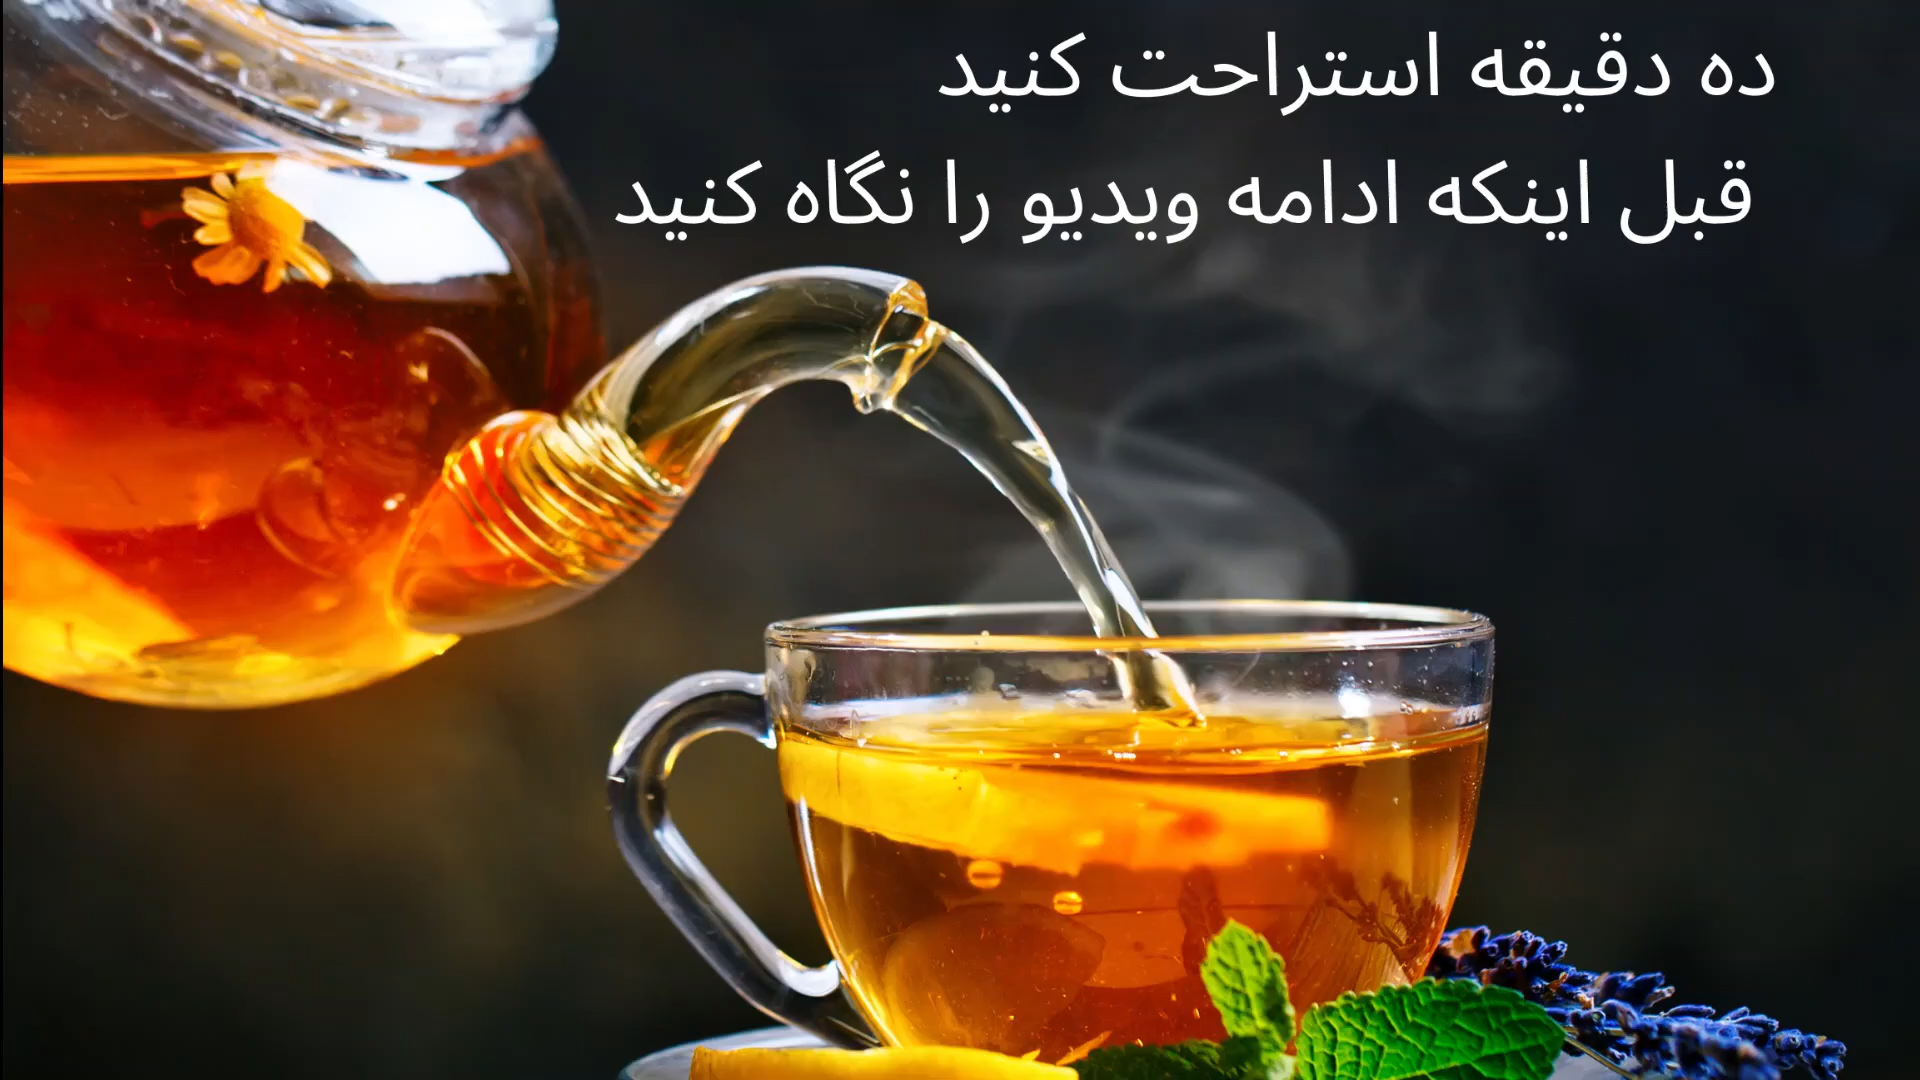 ده دقیقه استراحت کنید
قبل اینکه ادامه ویدیو را نگاه کنید